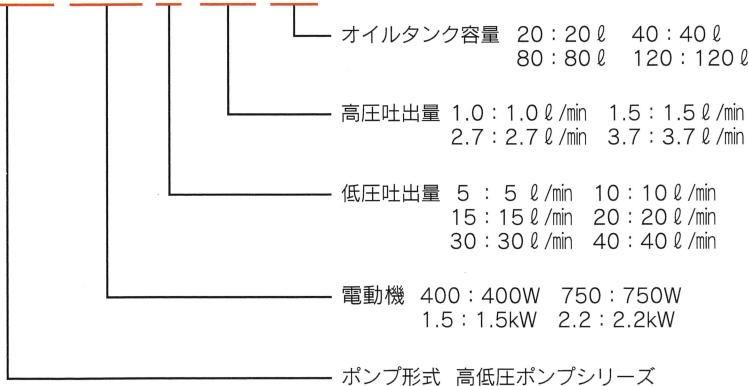 オイルタンク容量 20：20ℓ 40：40ℓ
80：80ℓ 120：120ℓ
高圧吐出量 1.0：1.0ℓ/min 1.5：1.5ℓ/min
2.7：2.7ℓ/min 3.7：3.7ℓ/min
低圧吐出量 5 ： 5 ℓ/min 10：10ℓ/min
15：15ℓ/min 20：20ℓ/min
30：30ℓ/min 40：40ℓ/min
電動機 400：400W 750：750W
1.5：1.5kW 2.2：2.2kW
ポンプ形式 高低圧ポンプシリーズ